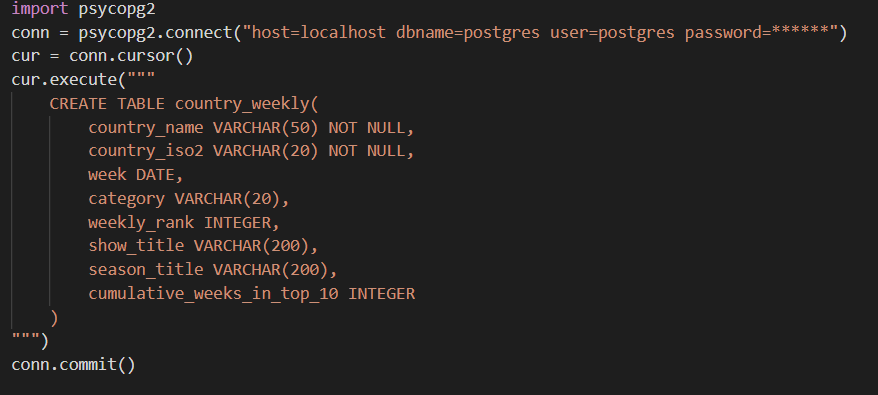 import psycopg2
conn = psycopg2.connect("host=localhost dbname=postgres user=postgres password=******")
cur = conn.cursor()
cur.execute("""
    CREATE TABLE country_weekly(
        country_name VARCHAR(50) NOT NULL,
        country_iso2 VARCHAR(20) NOT NULL,
        week DATE,
        category VARCHAR(20),
        weekly_rank INTEGER,
        show_title VARCHAR(200),
        season_title VARCHAR(200),
        cumulative_weeks_in_top_10 INTEGER
    )
""")
conn.commit()